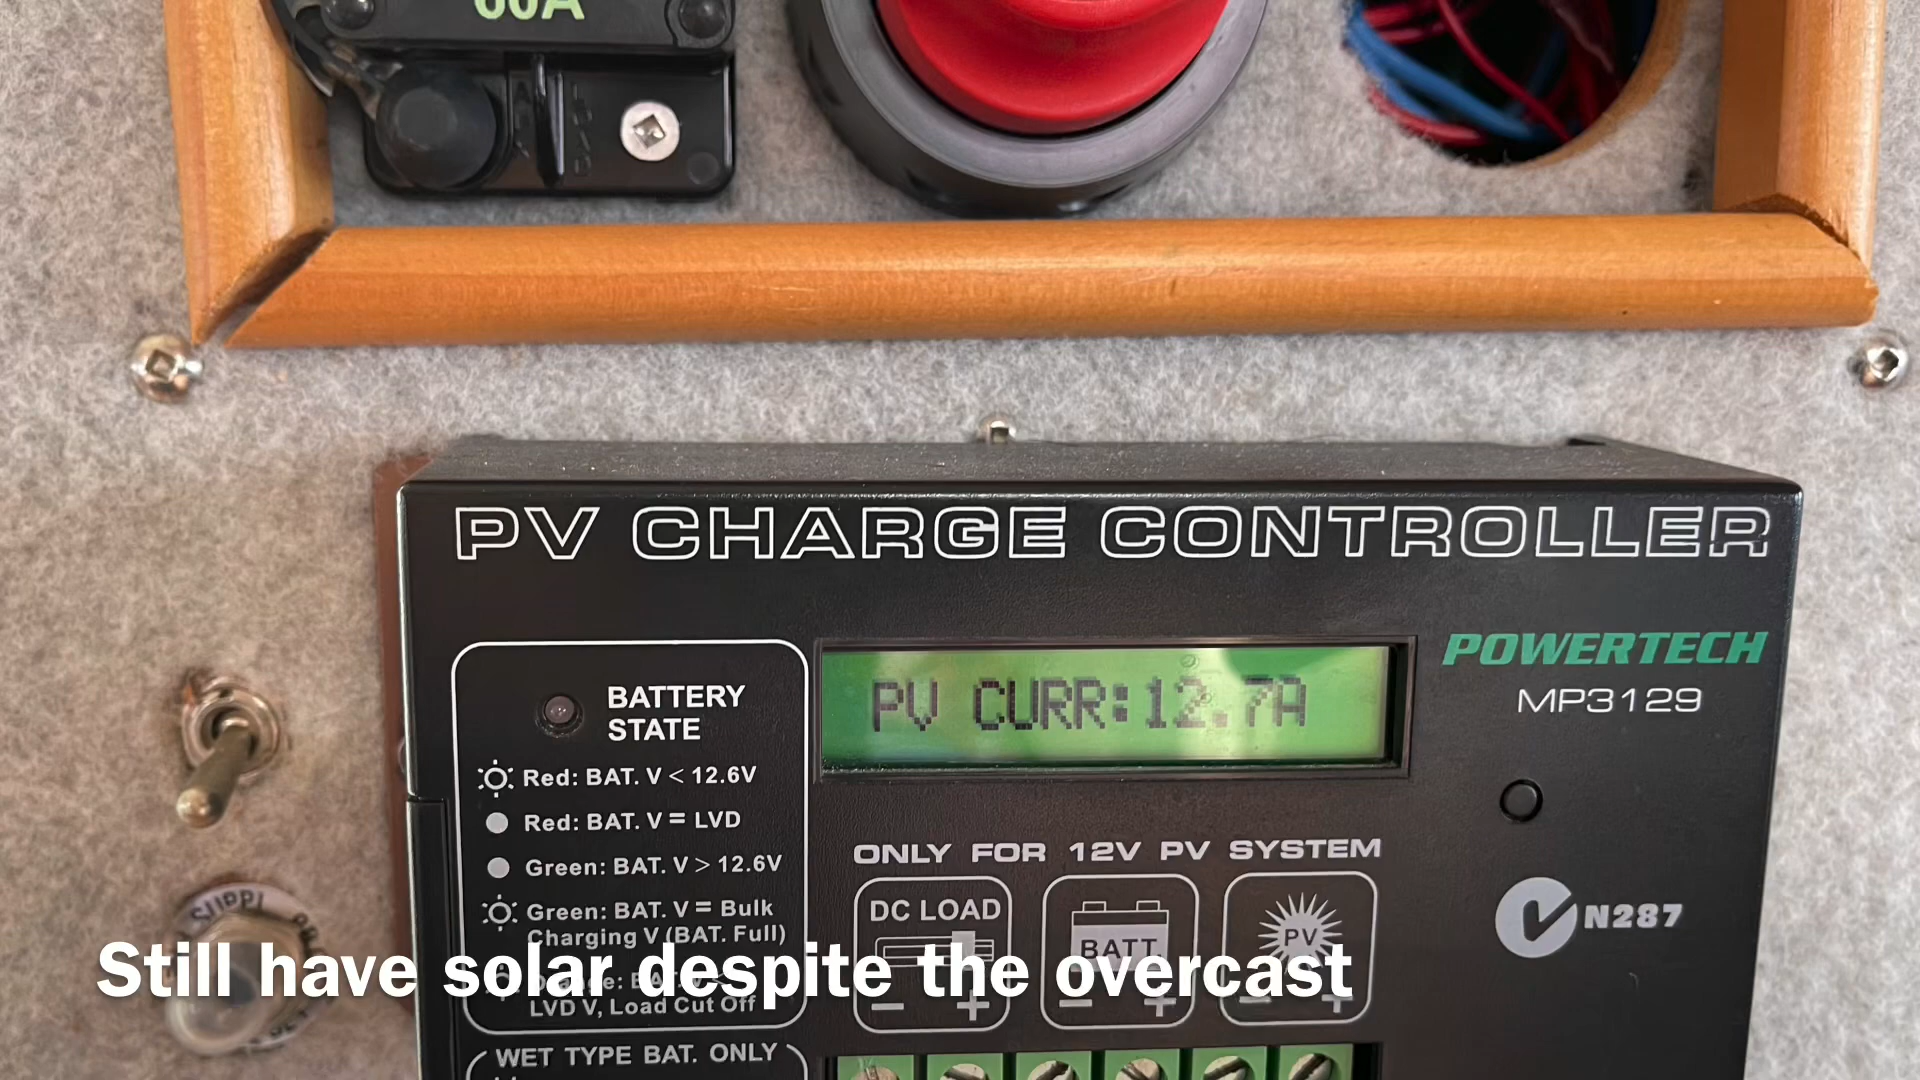 60A
PV CHARGE CONTROLLER
POWERTECH
MP3129
PV CURR:12.7A
BATTERY
STATE
Red: BAT. V < 12.6V
Red: BAT. V = LVD
Green: BAT. V > 12.6V
Green: BAT. V = Bulk
Charging V (BAT. Full)
LVD V, Load Cut Off
WET TYPE BAT. ONLY
ONLY FOR 12V PV SYSTEM
DC LOAD
- +
BATT
- +
PV
- +
N287
Still have solar despite the overcast